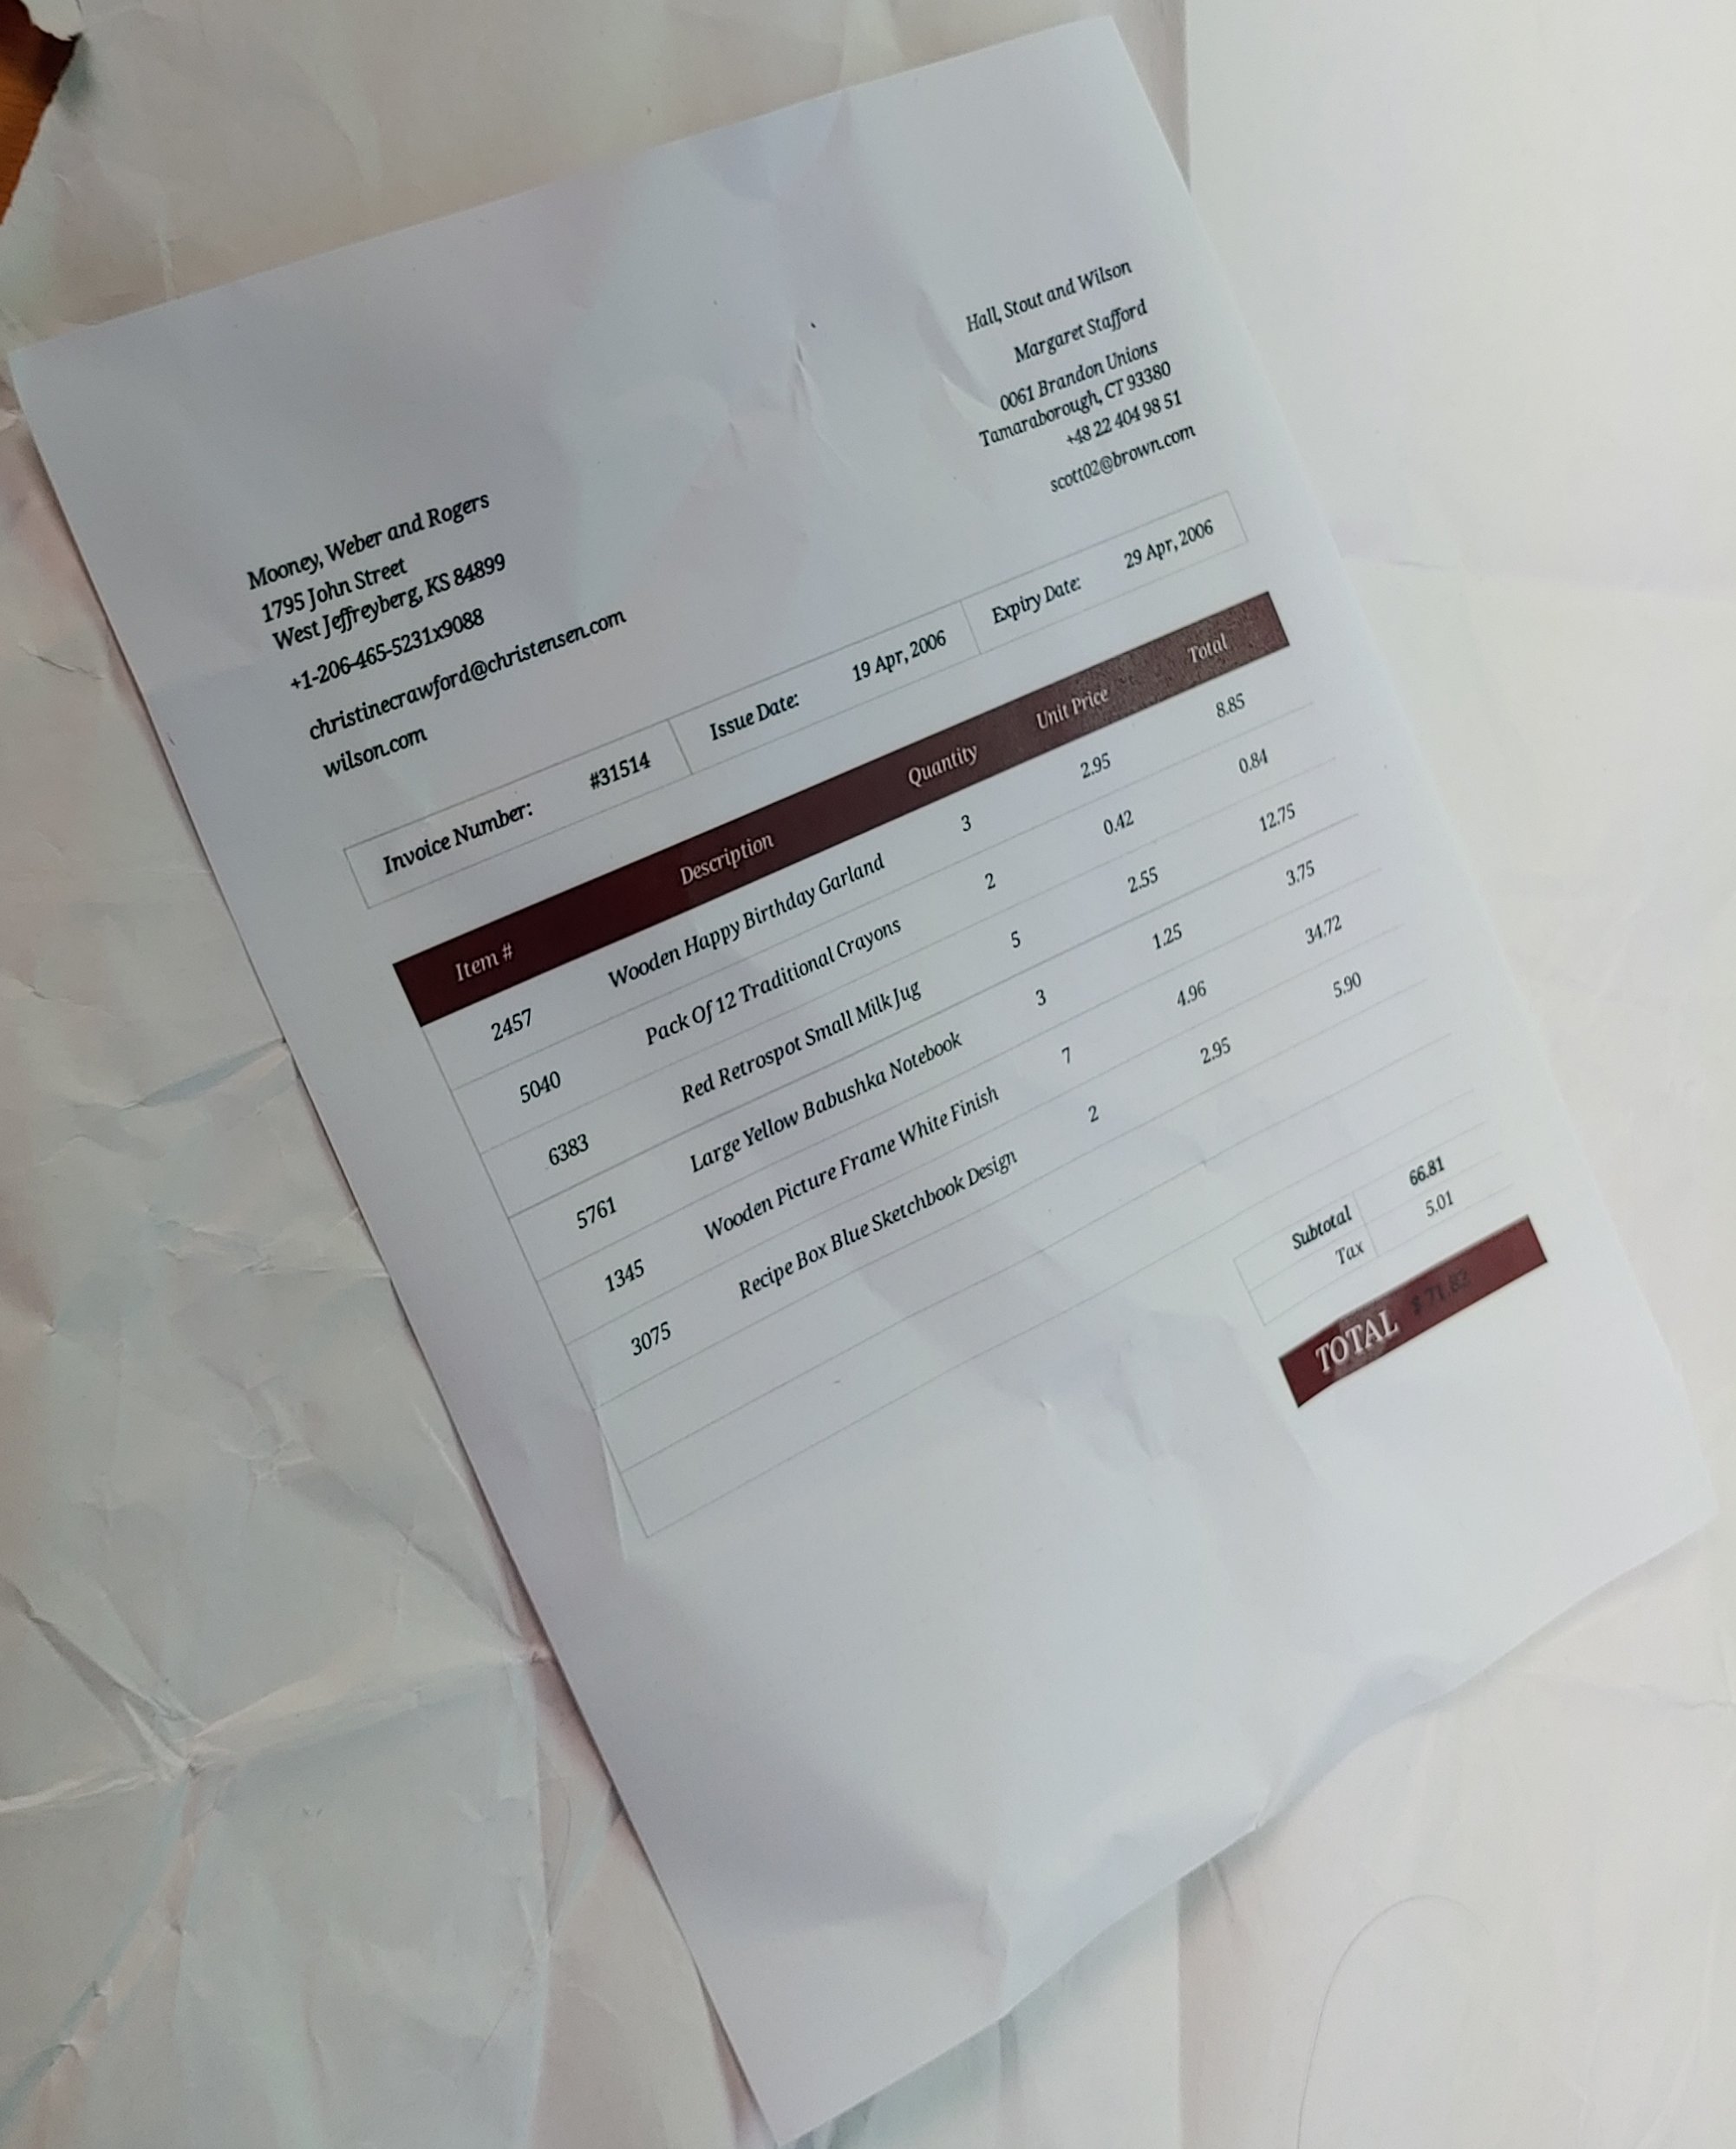 Hall, Stout and Wilson
Margaret Stafford
0061 Brandon Unions
Tamaraborough, CT 93380
+48 22 404 98 51
scott02@brown.com
Mooney, Weber and Rogers
1795 John Street
West Jeffreyberg, KS 84899
+1-206-465-5231x9088
christinecrawford@christensen.com
wilson.com
Invoice Number: #31514 Issue Date: 19 Apr, 2006 Expiry Date: 29 Apr, 2006
Item # Description Quantity Unit Price Total
2457 Wooden Happy Birthday Garland 3 2.95 8.85
5040 Pack Of 12 Traditional Crayons 2 0.42 0.84
6383 Red Retrospot Small Milk Jug 5 2.55 12.75
5761 Large Yellow Babushka Notebook 3 1.25 3.75
1345 Wooden Picture Frame White Finish 7 4.96 34.72
3075 Recipe Box Blue Sketchbook Design 2 2.95 5.90
Subtotal 66.81
Tax 5.01
TOTAL $ 71.82